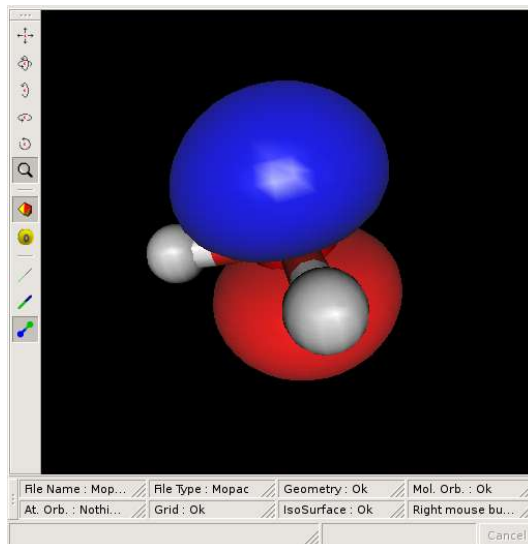 File Name : Mop... File Type : Mopac Geometry : Ok Mol. Orb. : Ok
At. Orb. : Nothi... Grid : Ok IsoSurface : Ok Right mouse bu...
Cancel